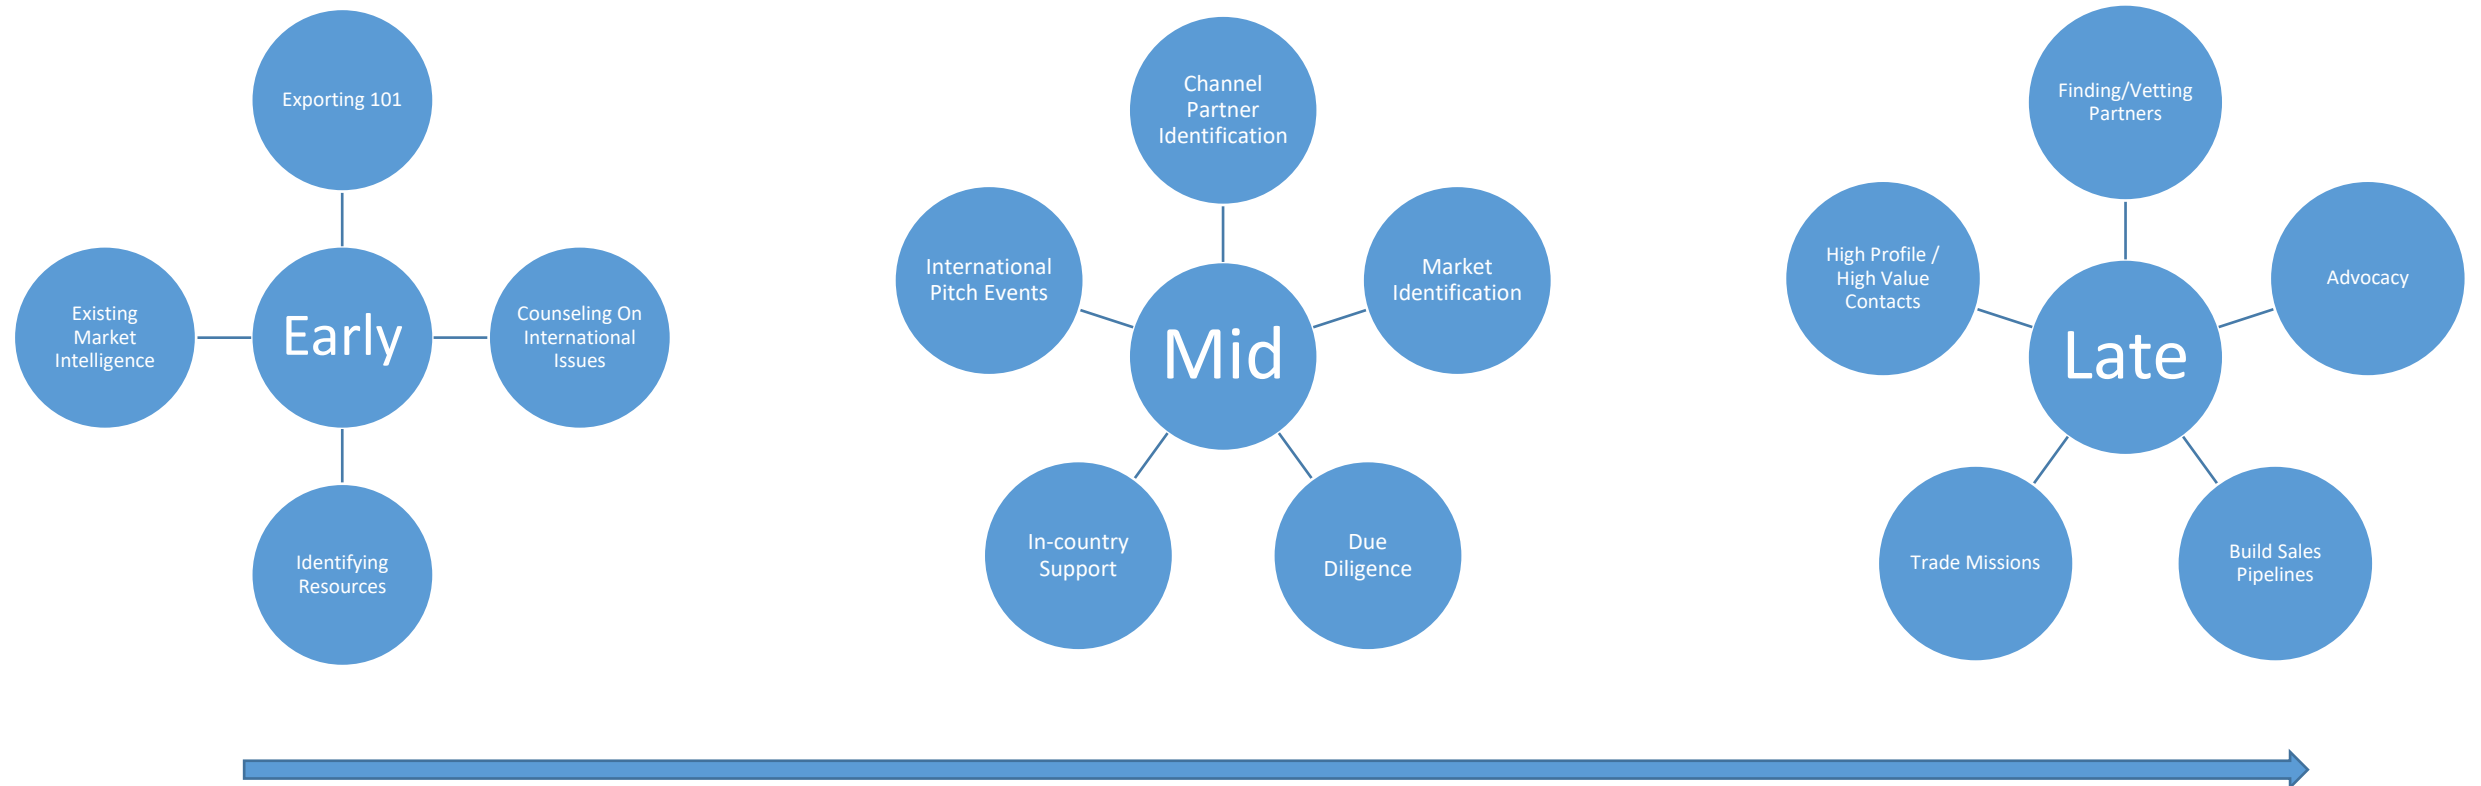 Exporting 101
Existing
Market
Intelligence
Early
Counseling On
International
Issues
Identifying
Resources
Channel
Partner
Identification
International
Pitch Events
Market
Identification
Mid
In-country
Support
Due
Diligence
Finding/Vetting
Partners
High Profile /
High Value
Contacts
Advocacy
Late
Trade Missions
Build Sales
Pipelines